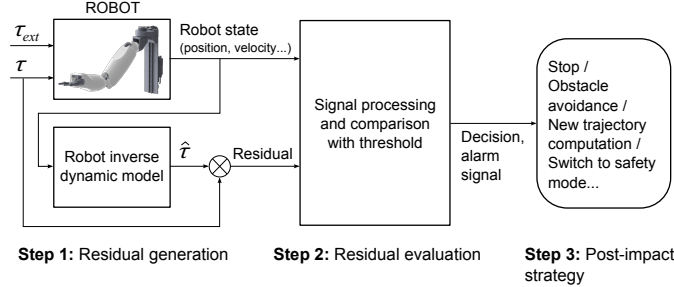 ROBOT
τext
τ
Robot state
(position, velocity...)
Robot inverse
dynamic model
τ̂
Residual
Signal processing
and comparison
with threshold
Decision,
alarm
signal
Stop /
Obstacle
avoidance /
New trajectory
computation /
Switch to safety
mode...
Step 1: Residual generation
Step 2: Residual evaluation
Step 3: Post-impact
strategy